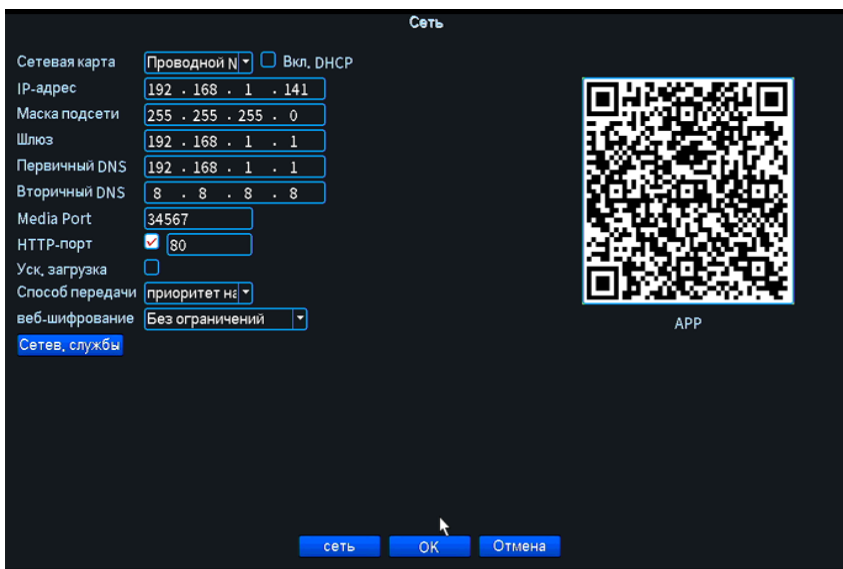 Сеть
Сетевая карта Проводной N Вкл. DHCP
IP-адрес 192 . 168 . 1 . 141
Маска подсети 255 . 255 . 255 . 0
Шлюз 192 . 168 . 1 . 1
Первичный DNS 192 . 168 . 1 . 1
Вторичный DNS 8 . 8 . 8 . 8
Media Port 34567
HTTP-порт 80
Уск. загрузка
Способ передачи приоритет на
веб-шифрование Без ограничений
APP
Сетев. службы
сеть OK Отмена